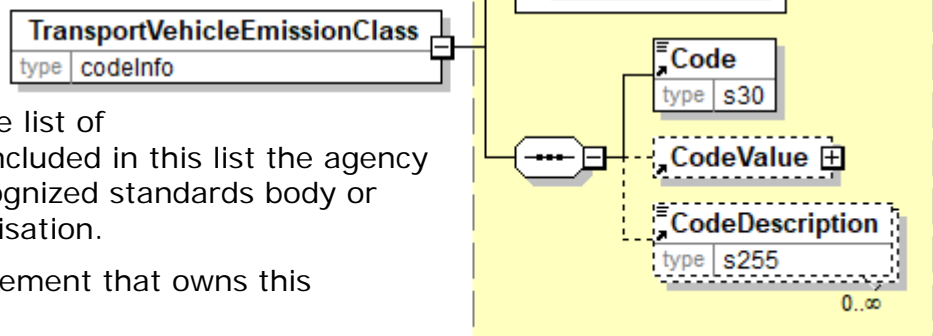 TransportVehicleEmissionClass
type codeInfo
e list of
ncluded in this list the agency
ognized standards body or
isation.
ement that owns this
Code
type s30
CodeValue
CodeDescription
type s255
0..∞